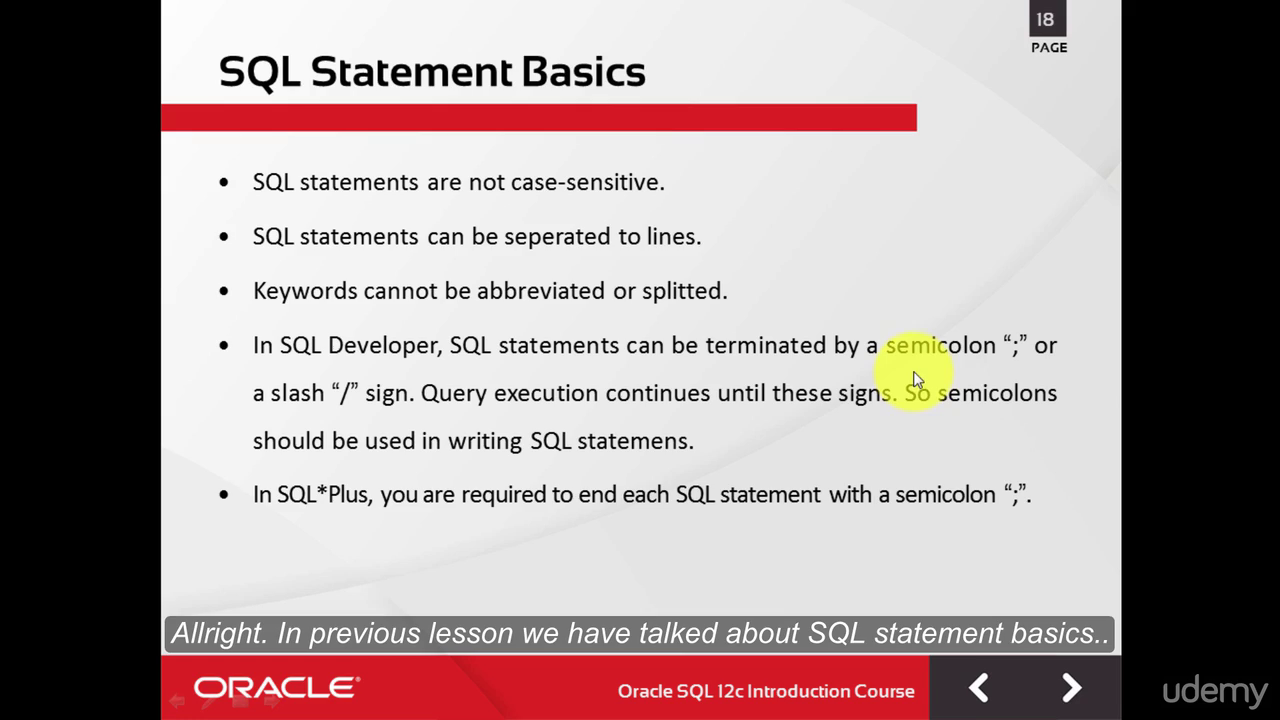 18
PAGE
SQL Statement Basics
• SQL statements are not case-sensitive.
• SQL statements can be seperated to lines.
• Keywords cannot be abbreviated or splitted.
• In SQL Developer, SQL statements can be terminated by a semicolon “;” or
a slash “/” sign. Query execution continues until these signs. So semicolons
should be used in writing SQL statemens.
• In SQL*Plus, you are required to end each SQL statement with a semicolon “;”.
Allright. In previous lesson we have talked about SQL statement basics..
ORACLE®
Oracle SQL 12c Introduction Course
udemy